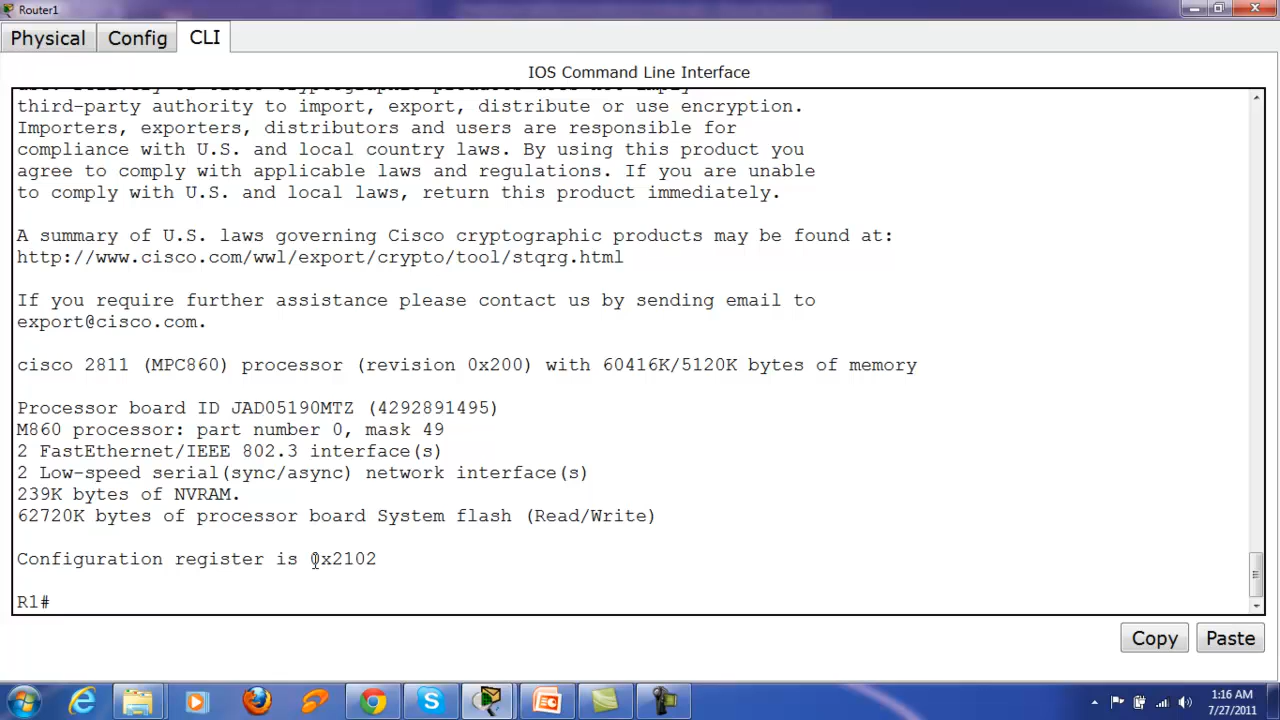 Router1
Physical
Config
CLI
IOS Command Line Interface
third-party authority to import, export, distribute or use encryption.
Importers, exporters, distributors and users are responsible for
compliance with U.S. and local country laws. By using this product you
agree to comply with applicable laws and regulations. If you are unable
to comply with U.S. and local laws, return this product immediately.
A summary of U.S. laws governing Cisco cryptographic products may be found at:
http://www.cisco.com/wwl/export/crypto/tool/stqrg.html
If you require further assistance please contact us by sending email to
export@cisco.com.
cisco 2811 (MPC860) processor (revision 0x200) with 60416K/5120K bytes of memory
Processor board ID JAD05190MTZ (4292891495)
M860 processor: part number 0, mask 49
2 FastEthernet/IEEE 802.3 interface(s)
2 Low-speed serial(sync/async) network interface(s)
239K bytes of NVRAM.
62720K bytes of processor board System flash (Read/Write)
Configuration register is 0x2102
R1#
Copy
Paste
1:16 AM
7/27/2011